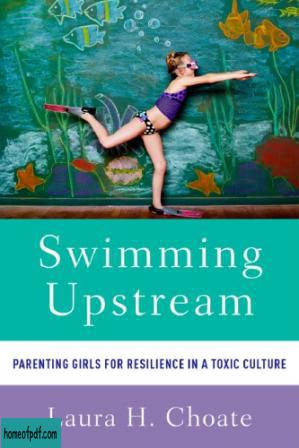 Swimming
Upstream
PARENTING GIRLS FOR RESILIENCE IN A TOXIC CULTURE
Laura H. Choate
homeofpdf.com